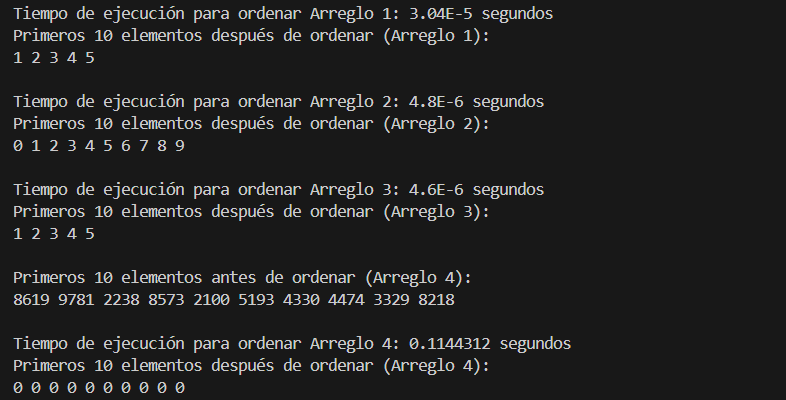 Tiempo de ejecución para ordenar Arreglo 1: 3.04E-5 segundos
Primeros 10 elementos después de ordenar (Arreglo 1):
1 2 3 4 5
Tiempo de ejecución para ordenar Arreglo 2: 4.8E-6 segundos
Primeros 10 elementos después de ordenar (Arreglo 2):
0 1 2 3 4 5 6 7 8 9
Tiempo de ejecución para ordenar Arreglo 3: 4.6E-6 segundos
Primeros 10 elementos después de ordenar (Arreglo 3):
1 2 3 4 5
Primeros 10 elementos antes de ordenar (Arreglo 4):
8619 9781 2238 8573 2100 5193 4330 4474 3329 8218
Tiempo de ejecución para ordenar Arreglo 4: 0.1144312 segundos
Primeros 10 elementos después de ordenar (Arreglo 4):
0 0 0 0 0 0 0 0 0 0